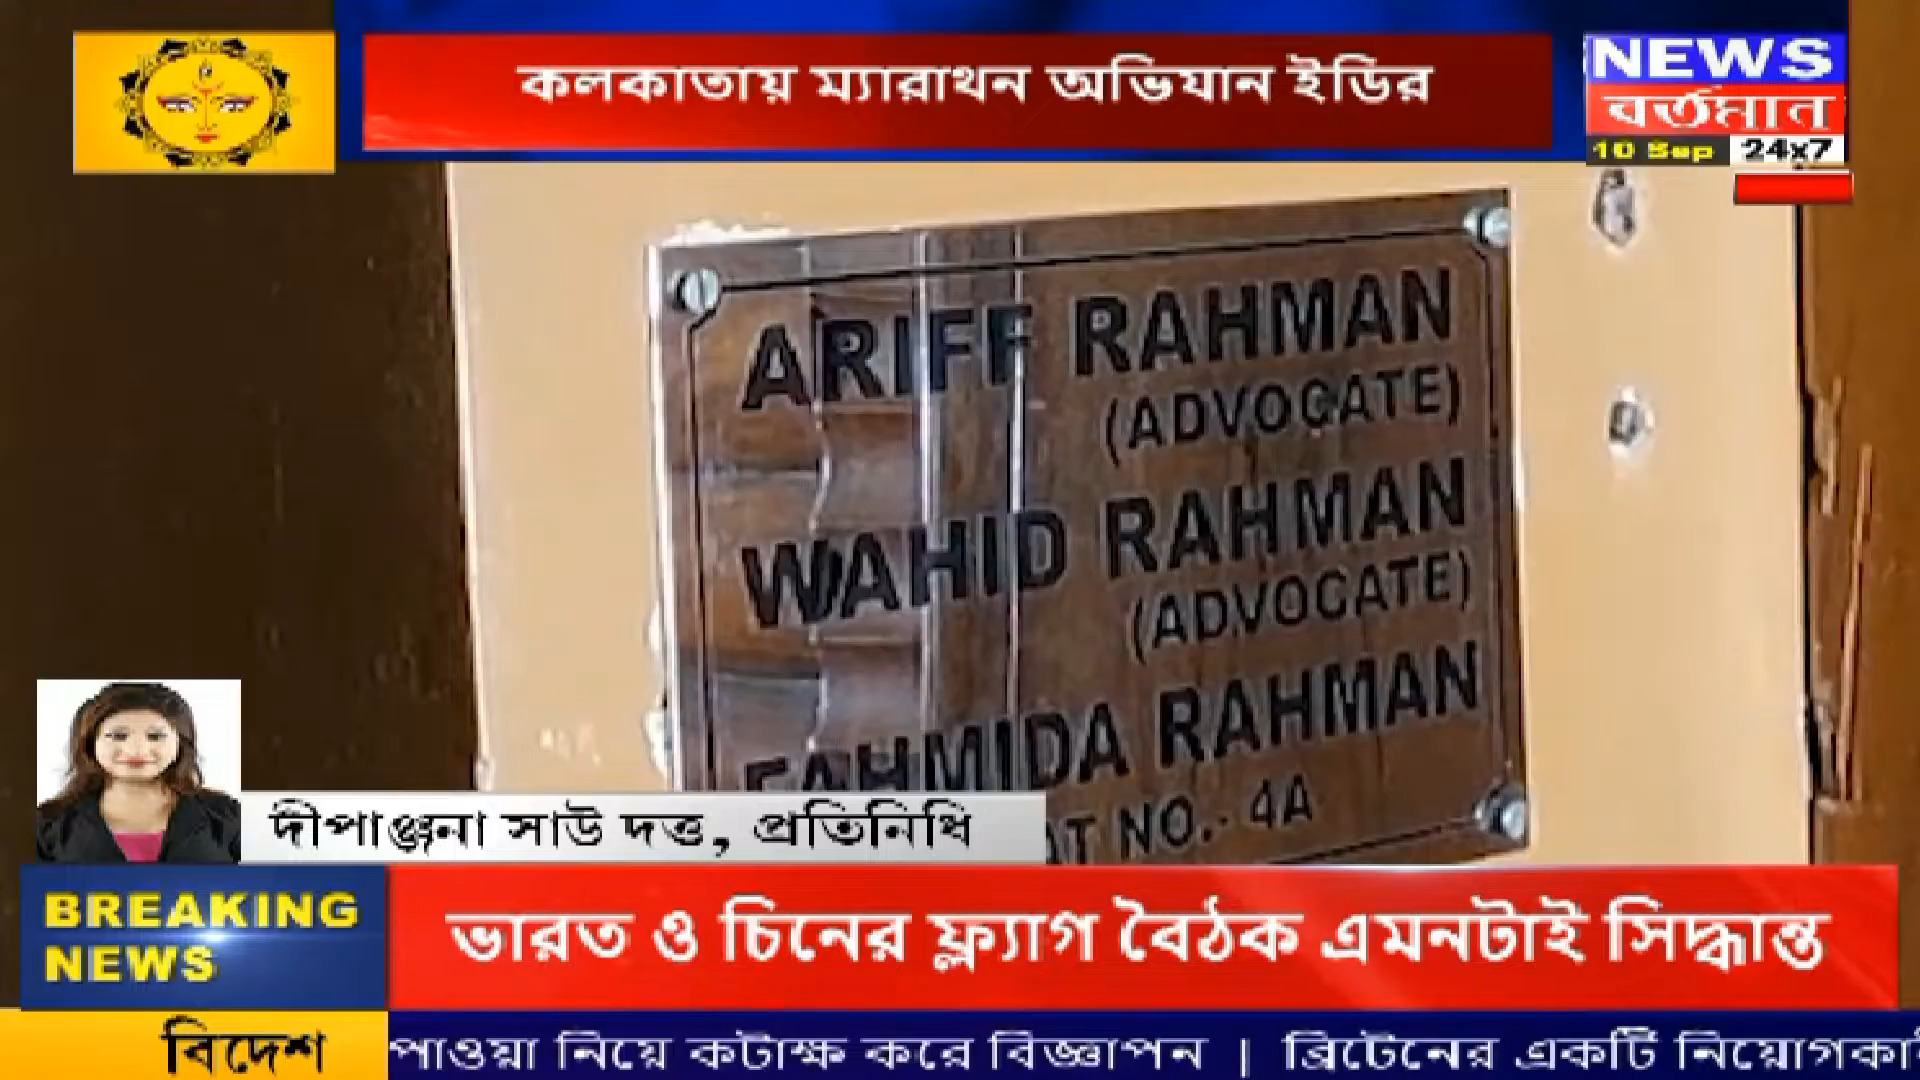 কলকাতায় ম্যারাথন অভিযান ইডির
NEWS
বর্তমান
10 Sep 24x7
ARIFF RAHMAN
(ADVOCATE)
WAHID RAHMAN
(ADVOCATE)
FAHMIDA RAHMAN
NO.- 4A
দীপাঞ্জনা সাউ দত্ত, প্রতিনিধি
BREAKING
NEWS
ভারত ও চিনের ফ্ল্যাগ বৈঠক এমনটাই সিদ্ধান্ত
বিদেশ
পাওয়া নিয়ে কটাক্ষ করে বিজ্ঞাপন | ব্রিটেনের একটি